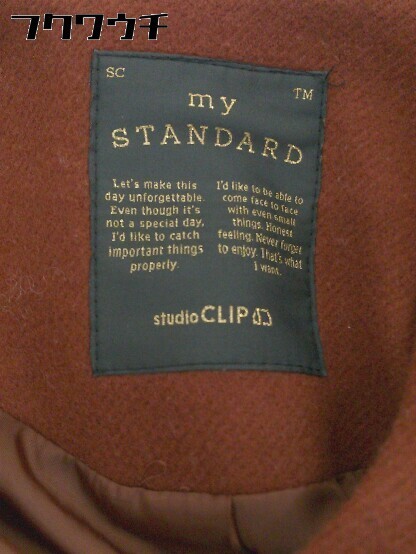 フクワウチ
SC
TM
my
STANDARD
Let's make this
day unforgettable.
Even though it's
not a special day,
I'd like to catch
important things
properly.
I'd like to be able to
come face to face
with even small
things. Honest
feeling. Never forget
to enjoy. That's what
I want.
studio CLIP